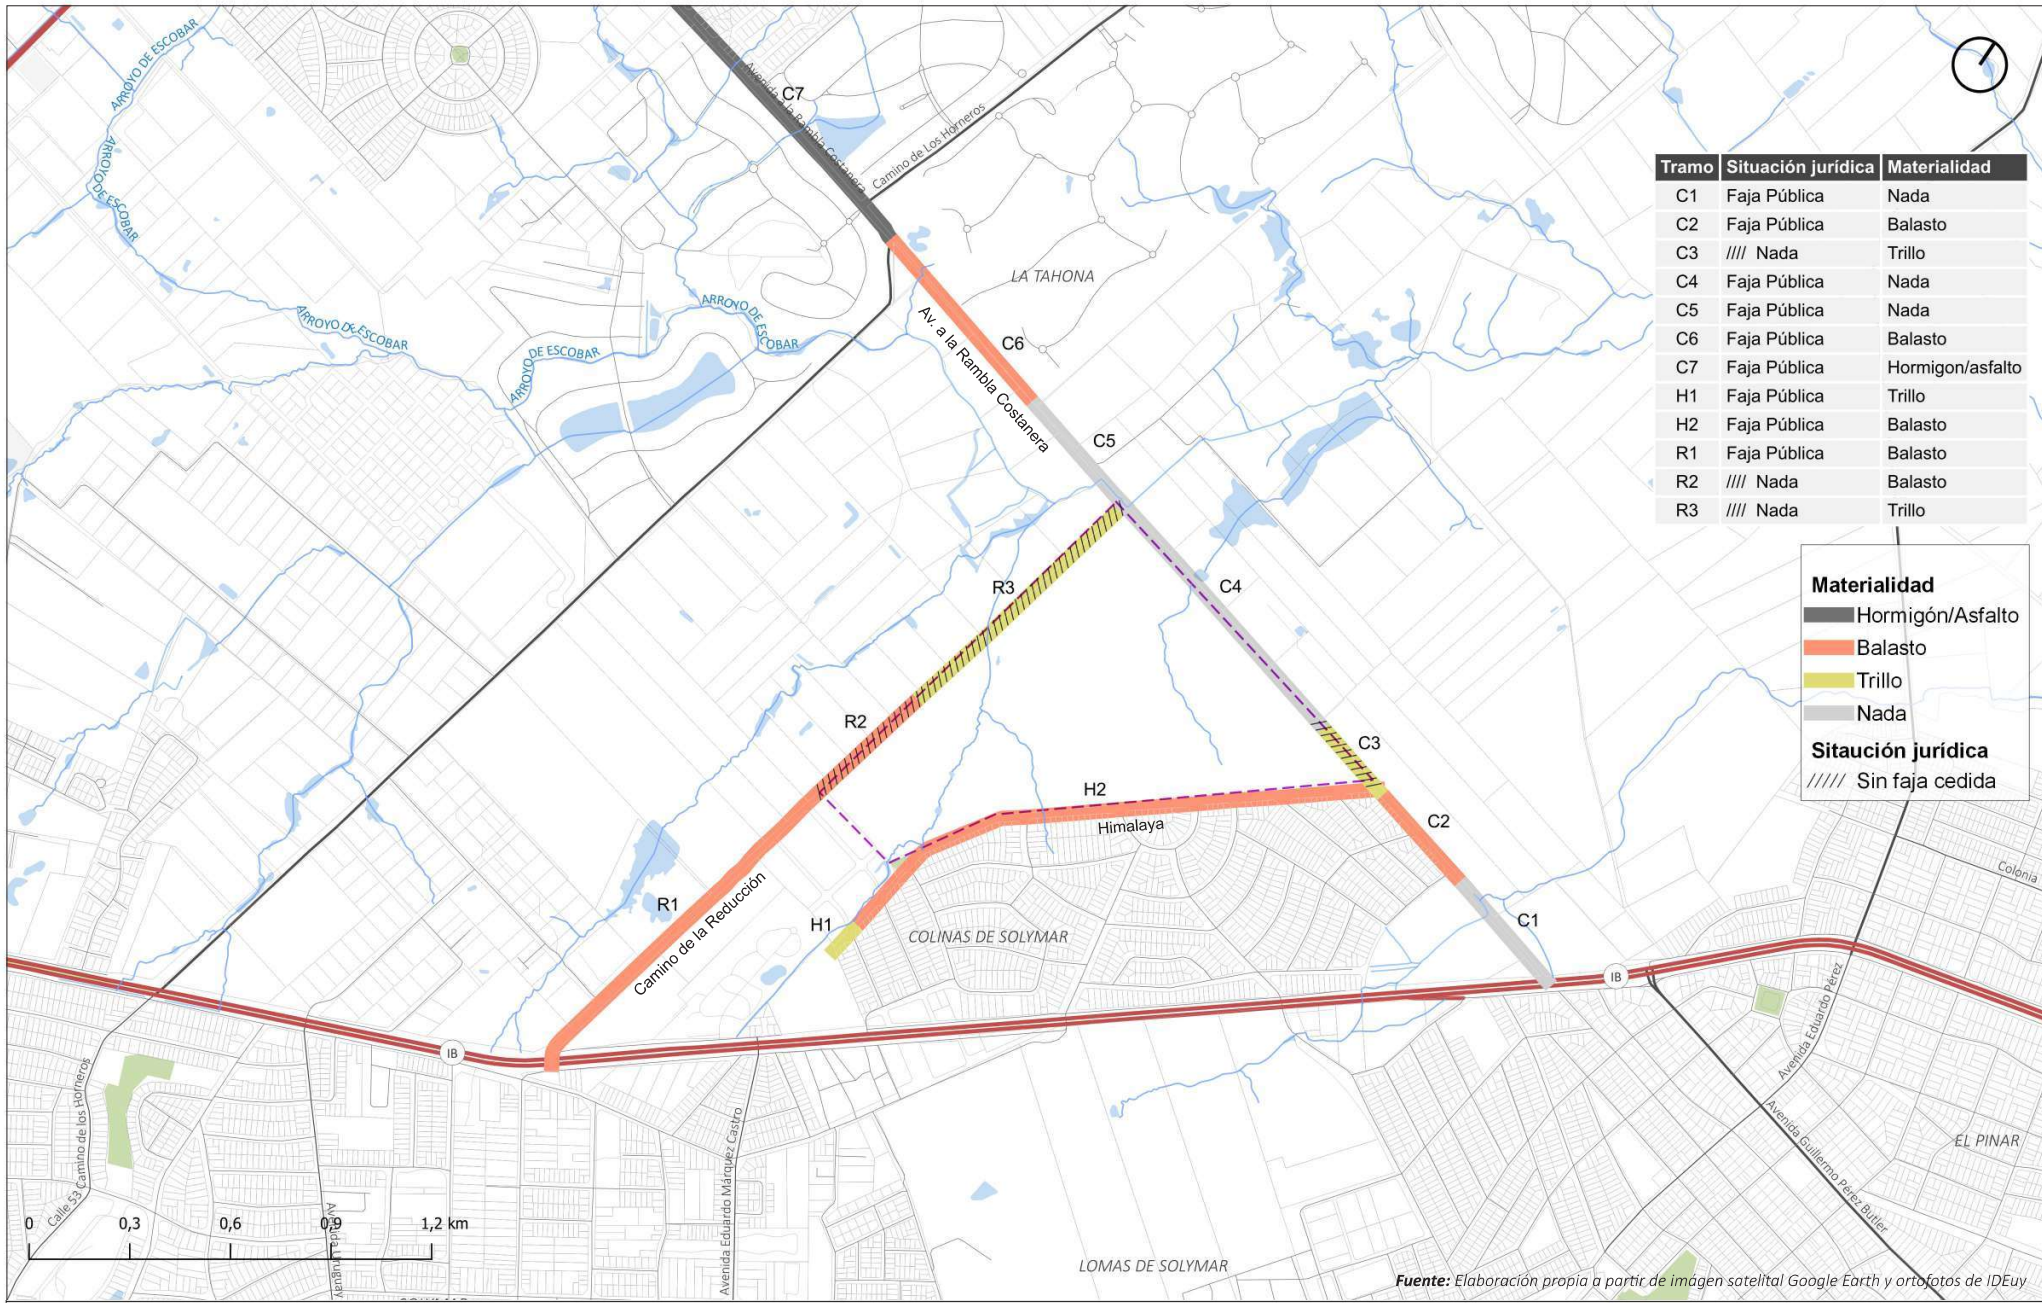 ARROYO DE ESCOBAR
ARROYO
DE ESCOBAR
ARROYO DE ESCOBAR
ARROYO DE ESCOBAR
ARROYO DE ESCOBAR
Avenida a la Rambla Costanera
C7
Camino de Los Horneros
LA TAHONA
C6
Av. a la Rambla Costanera
C5
C4
R3
R2
C3
H2
Himalaya
C2
R1
Camino de la Reducción
H1
COLINAS DE SOLYMAR
C1
IB
IB
Tramo Situación jurídica Materialidad
C1 Faja Pública Nada
C2 Faja Pública Balasto
C3 //// Nada Trillo
C4 Faja Pública Nada
C5 Faja Pública Nada
C6 Faja Pública Balasto
C7 Faja Pública Hormigon/asfalto
H1 Faja Pública Trillo
H2 Faja Pública Balasto
R1 Faja Pública Balasto
R2 //// Nada Balasto
R3 //// Nada Trillo
Materialidad
Hormigón/Asfalto
Balasto
Trillo
Nada
Sitaución jurídica
///// Sin faja cedida
Colonia
Avenida Eduardo Pérez
Avenida Guillermo Pérez Butler
EL PINAR
Calle 53 Camino de los Horneros
Avenida Uruguay
Avenida Eduardo Márquez Castro
LOMAS DE SOLYMAR
0 0,3 0,6 0,9 1,2 km
Fuente: Elaboración propia a partir de imágen satelital Google Earth y ortofotos de IDEuy